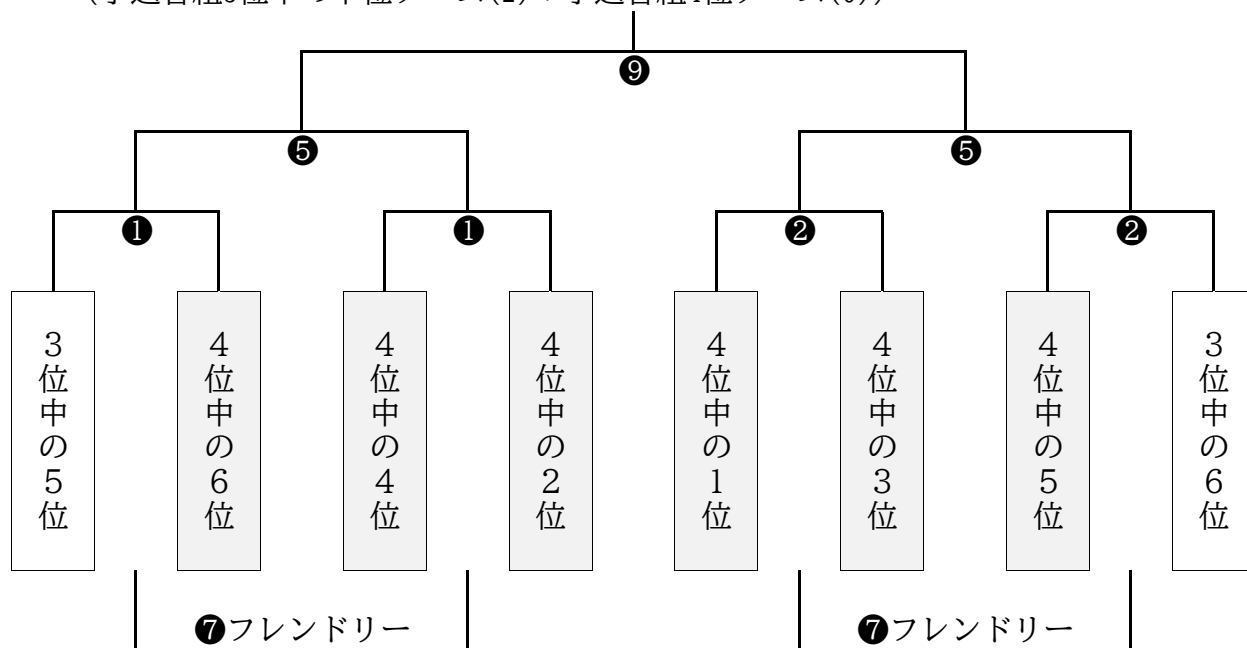 ❾
❺
❺
❶
❶
❷
❷
3位中の5位
4位中の6位
4位中の4位
4位中の2位
4位中の1位
4位中の3位
4位中の5位
3位中の6位
❼フレンドリー
❼フレンドリー